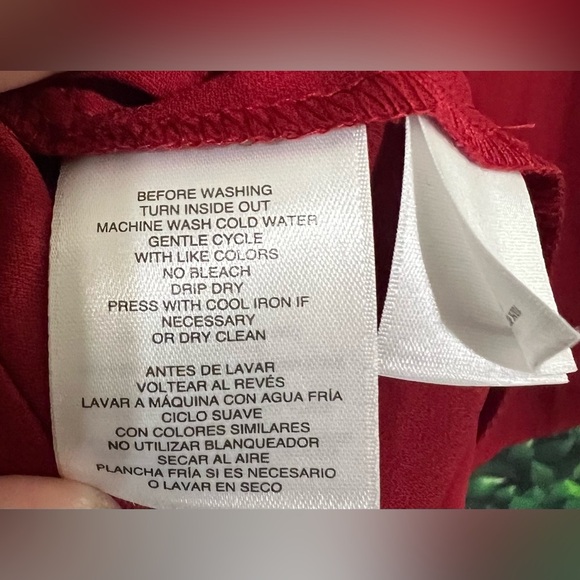 BEFORE WASHING
TURN INSIDE OUT
MACHINE WASH COLD WATER
GENTLE CYCLE
WITH LIKE COLORS
NO BLEACH
DRIP DRY
PRESS WITH COOL IRON IF
NECESSARY
OR DRY CLEAN
ANTES DE LAVAR
VOLTEAR AL REVÉS
LAVAR A MÁQUINA CON AGUA FRÍA
CICLO SUAVE
CON COLORES SIMILARES
NO UTILIZAR BLANQUEADOR
SECAR AL AIRE
PLANCHA FRÍA SI ES NECESARIO
O LAVAR EN SECO